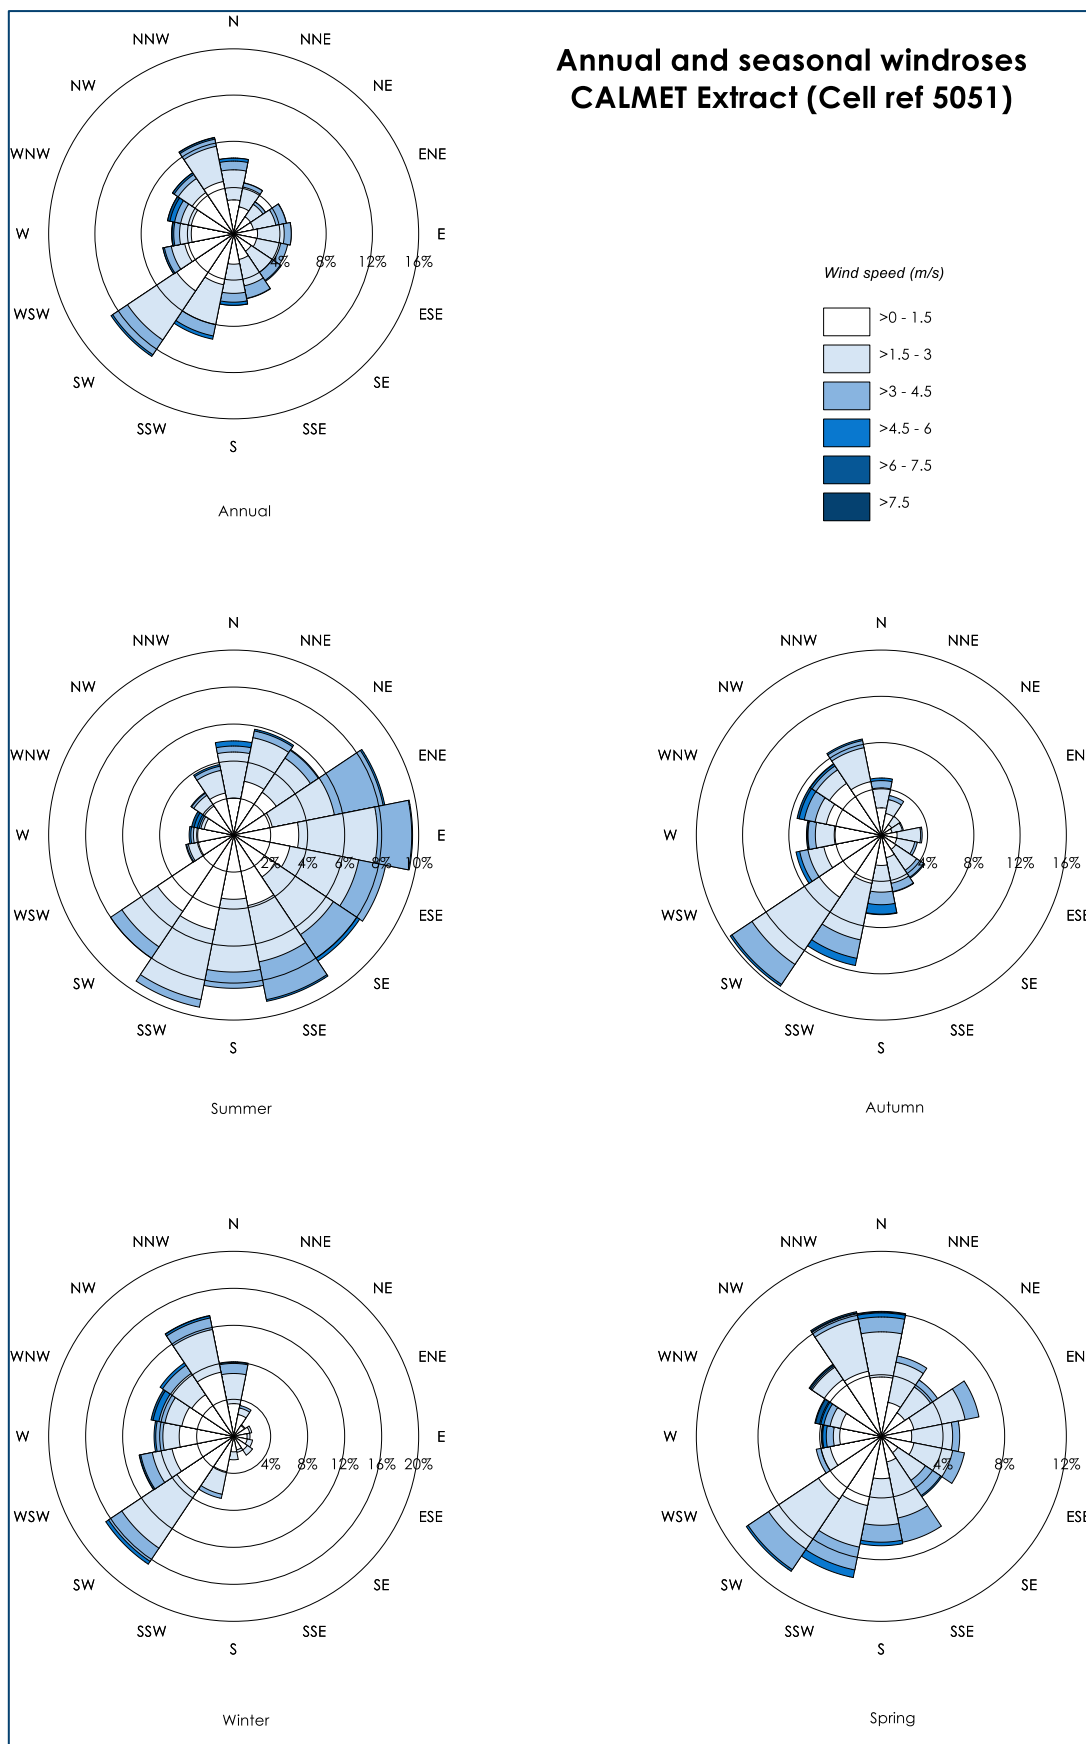 Annual and seasonal windroses
CALMET Extract (Cell ref 5051)
N
NNW
NNE
NW
NE
WNW
ENE
W
E
4%
8%
12%
16%
WSW
ESE
SW
SE
SSW
SSE
S
Annual
Wind speed (m/s)
>0 - 1.5
>1.5 - 3
>3 - 4.5
>4.5 - 6
>6 - 7.5
>7.5
N
NNW
NNE
NW
NE
WNW
ENE
W
E
2%
4%
6%
8%
10%
WSW
ESE
SW
SE
SSW
SSE
S
Summer
N
NNW
NNE
NW
NE
WNW
EN
W
E
4%
8%
12%
16%
WSW
ESE
SW
SE
SSW
SSE
S
Autumn
N
NNW
NNE
NW
NE
WNW
ENE
W
E
4%
8%
12%
16%
20%
WSW
ESE
SW
SE
SSW
SSE
S
Winter
N
NNW
NNE
NW
NE
WNW
EN
W
E
4%
8%
12%
WSW
ESE
SW
SE
SSW
SSE
S
Spring